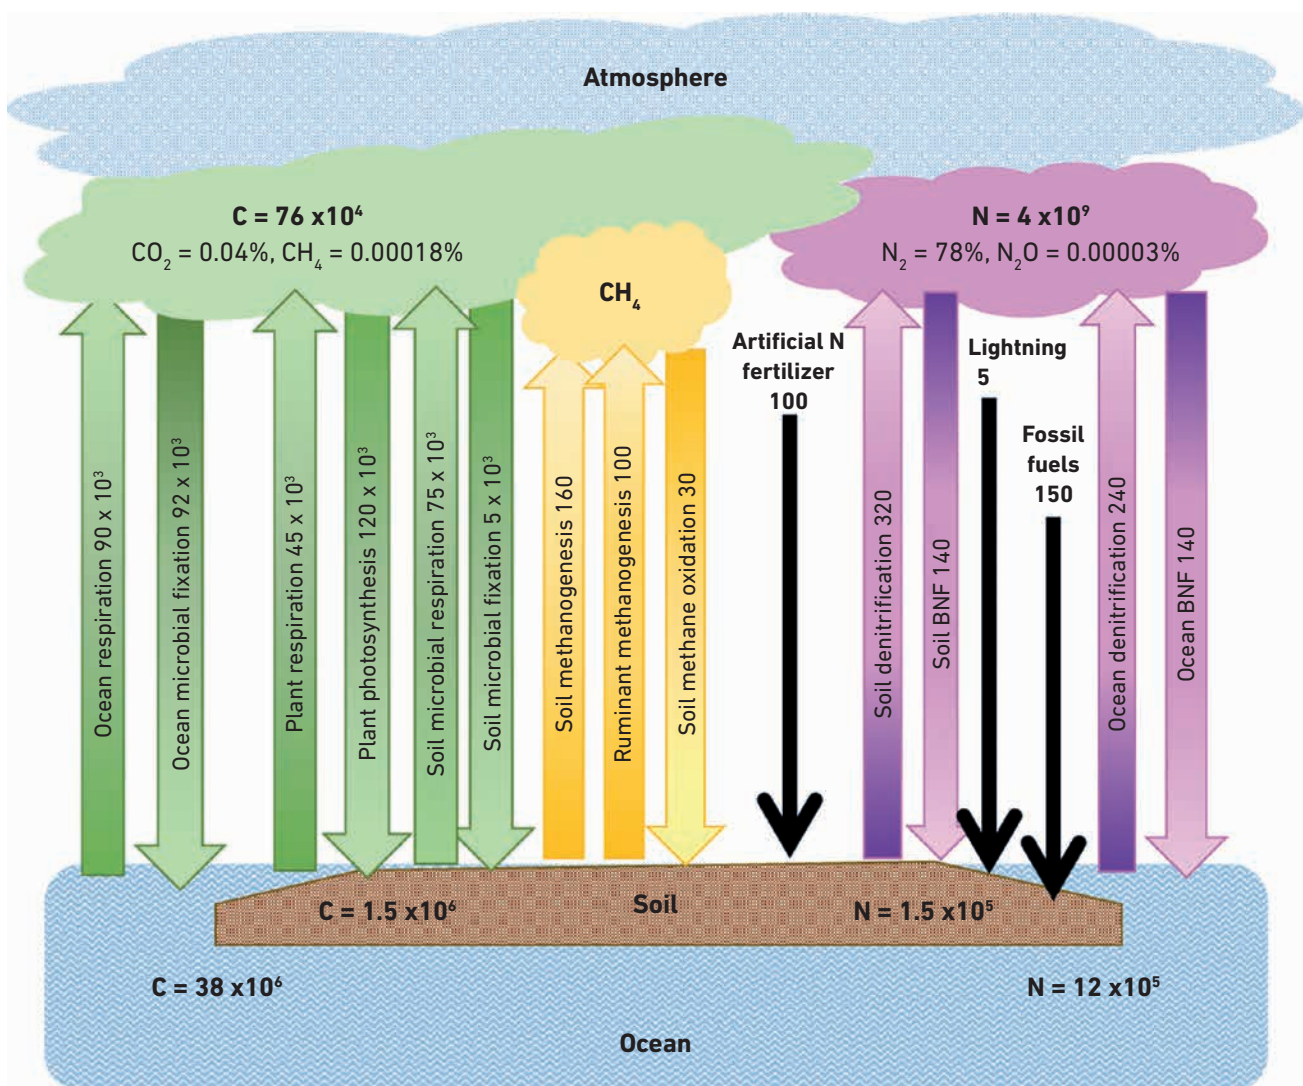 Atmosphere
C = 76 x10⁴
CO₂ = 0.04%, CH₄ = 0.00018%
N = 4 x10⁹
N₂ = 78%, N₂O = 0.00003%
CH₄
Artificial N
fertilizer
100
Lightning
5
Fossil
fuels
150
Ocean respiration 90 x 10³
Ocean microbial fixation 92 x 10³
Plant respiration 45 x 10³
Plant photosynthesis 120 x 10³
Soil microbial respiration 75 x 10³
Soil microbial fixation 5 x 10³
Soil methanogenesis 160
Ruminant methanogenesis 100
Soil methane oxidation 30
Soil denitrification 320
Soil BNF 140
Ocean denitrification 240
Ocean BNF 140
C = 1.5 x10⁶
Soil
N = 1.5 x10⁵
C = 38 x10⁶
N = 12 x10⁵
Ocean